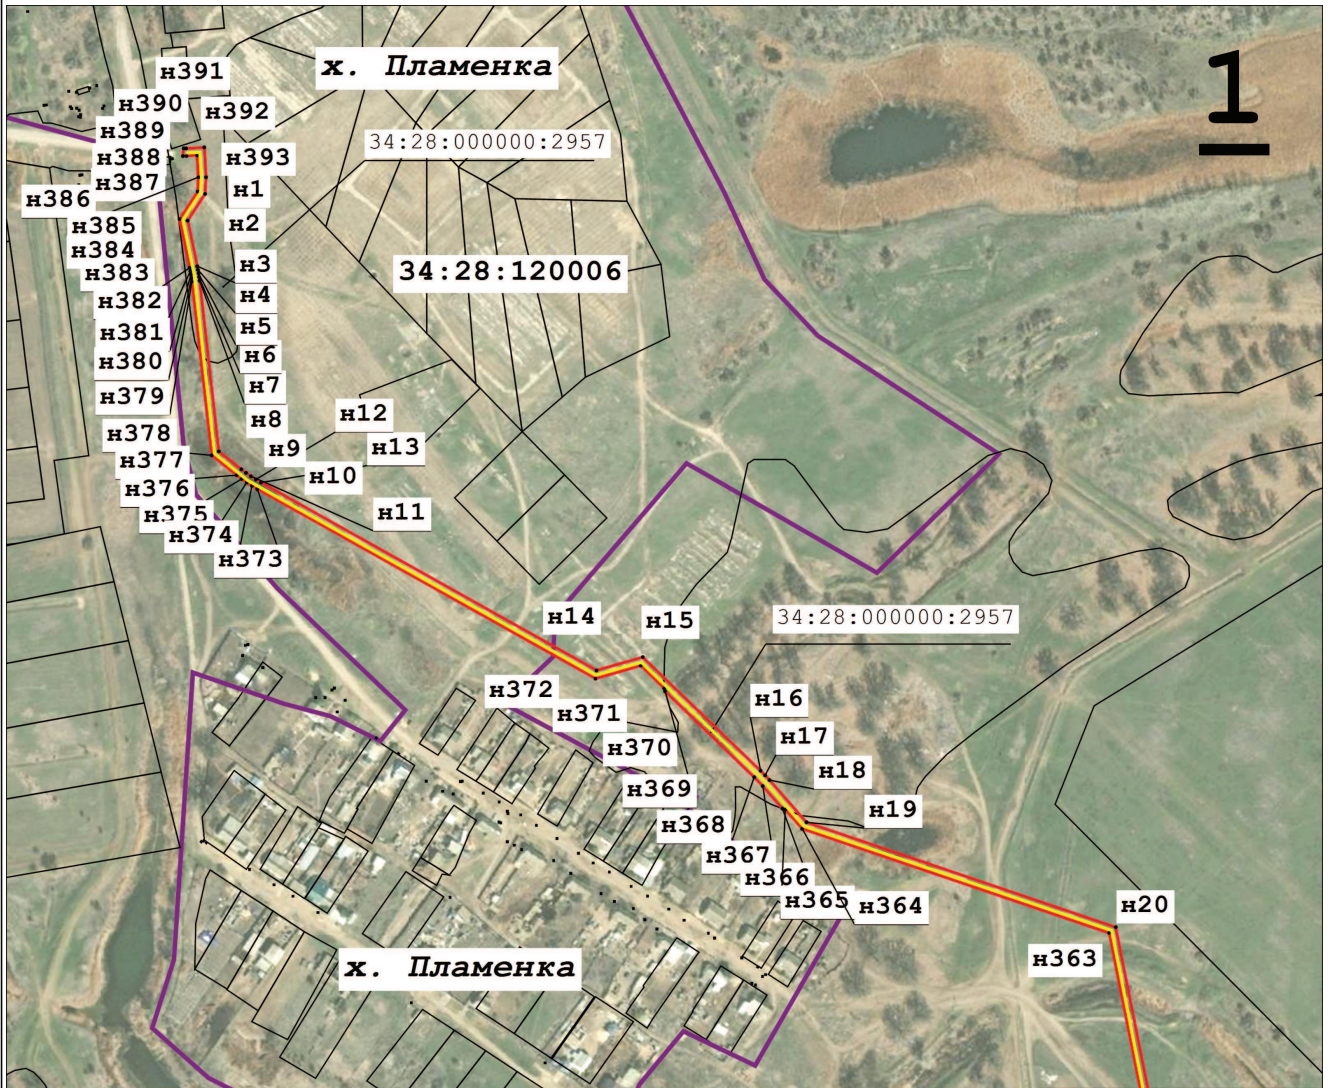 1
н391
х. Пламенка
н390
н392
н389
34:28:000000:2957
н388
н393
н387
н1
н386
н385
н2
н384
н383
н3
34:28:120006
н382
н4
н381
н5
н380
н6
н379
н7
н8
н12
н378
н9
н13
н377
н10
н376
н375
н11
н374
н373
н14
н15
34:28:000000:2957
н372
н16
н371
н17
н370
н18
н369
н19
н368
н367
н366
н365
н364
н20
н363
х. Пламенка